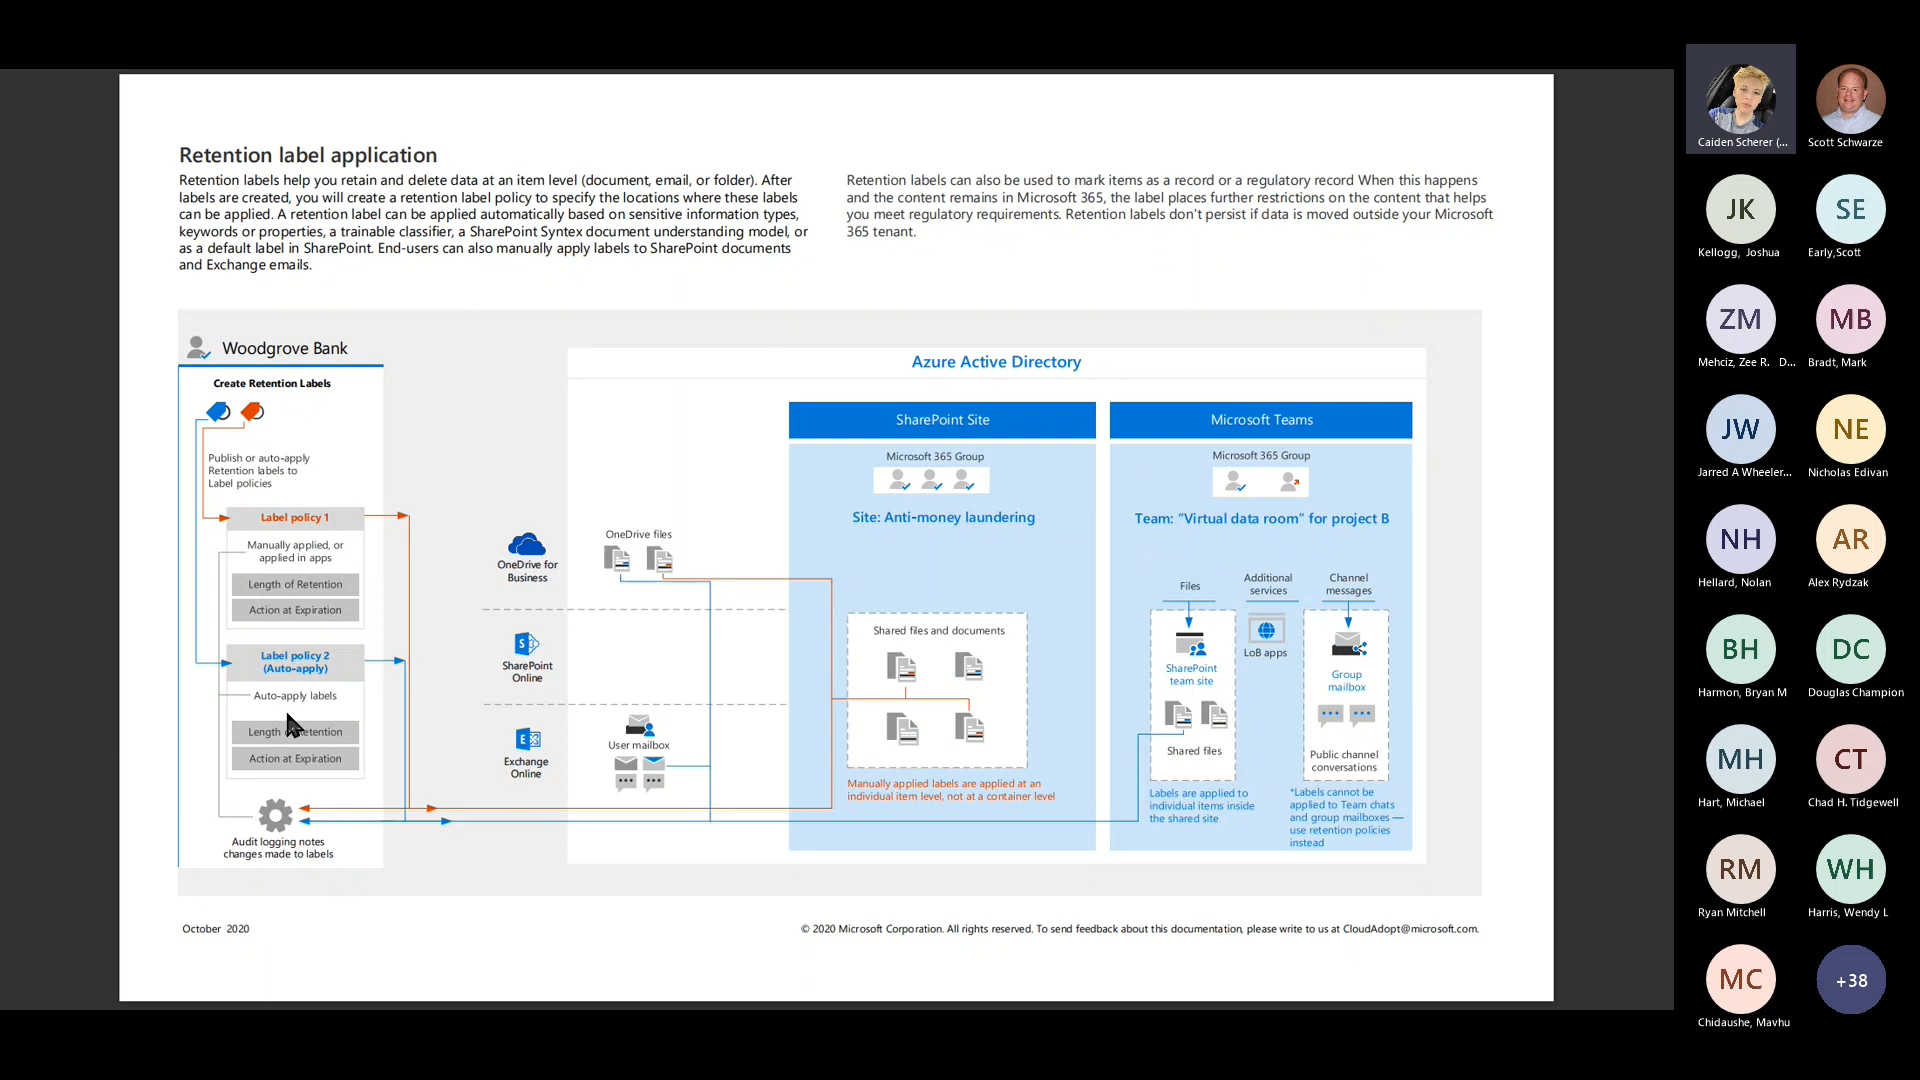 Retention label application
Retention labels help you retain and delete data at an item level (document, email, or folder). After
labels are created, you will create a retention label policy to specify the locations where these labels
can be applied. A retention label can be applied automatically based on sensitive information types,
keywords or properties, a trainable classifier, a SharePoint Syntex document understanding model, or
as a default label in SharePoint. End-users can also manually apply labels to SharePoint documents
and Exchange emails.
Retention labels can also be used to mark items as a record or a regulatory record When this happens
and the content remains in Microsoft 365, the label places further restrictions on the content that helps
you meet regulatory requirements. Retention labels don't persist if data is moved outside your Microsoft
365 tenant.
Woodgrove Bank
Create Retention Labels
Publish or auto-apply
Retention labels to
Label policies
Label policy 1
Manually applied, or
applied in apps
Length of Retention
Action at Expiration
Label policy 2
(Auto-apply)
Auto-apply labels
Length of Retention
Action at Expiration
Audit logging notes
changes made to labels
Azure Active Directory
OneDrive for
Business
SharePoint
Online
Exchange
Online
OneDrive files
User mailbox
SharePoint Site
Microsoft 365 Group
Site: Anti-money laundering
Shared files and documents
Manually applied labels are applied at an
individual item level, not at a container level
Microsoft Teams
Microsoft 365 Group
Team: "Virtual data room" for project B
Files
Additional
services
Channel
messages
SharePoint
team site
Shared files
LoB apps
Group
mailbox
Public channel
conversations
Labels are applied to
individual items inside
the shared site
*Labels cannot be
applied to Team chats
and group mailboxes —
use retention policies
instead
October 2020
© 2020 Microsoft Corporation. All rights reserved. To send feedback about this documentation, please write to us at CloudAdopt@microsoft.com.
Caiden Scherer (...
Scott Schwarze
JK
Kellogg, Joshua
SE
Early,Scott
ZM
Mehciz, Zee R. D...
MB
Bradt, Mark
JW
Jarred A Wheeler...
NE
Nicholas Edivan
NH
Hellard, Nolan
AR
Alex Rydzak
BH
Harmon, Bryan M
DC
Douglas Champion
MH
Hart, Michael
CT
Chad H. Tidgewell
RM
Ryan Mitchell
WH
Harris, Wendy L
MC
Chidaushe, Mavhu
+38